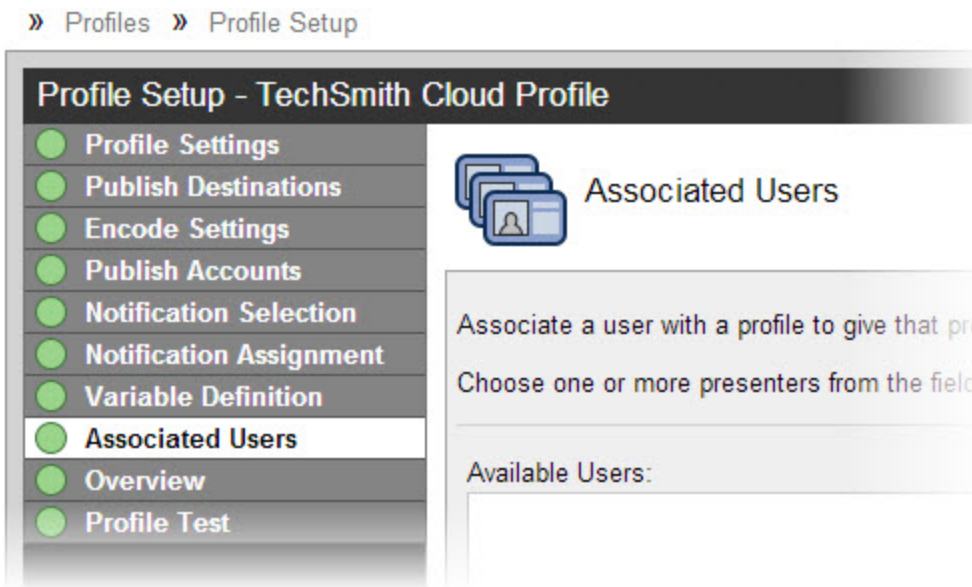 » Profiles » Profile Setup
Profile Setup - TechSmith Cloud Profile
Profile Settings
Publish Destinations
Encode Settings
Publish Accounts
Notification Selection
Notification Assignment
Variable Definition
Associated Users
Overview
Profile Test
Associated Users
Associate a user with a profile to give that
Choose one or more presenters from the field
Available Users: